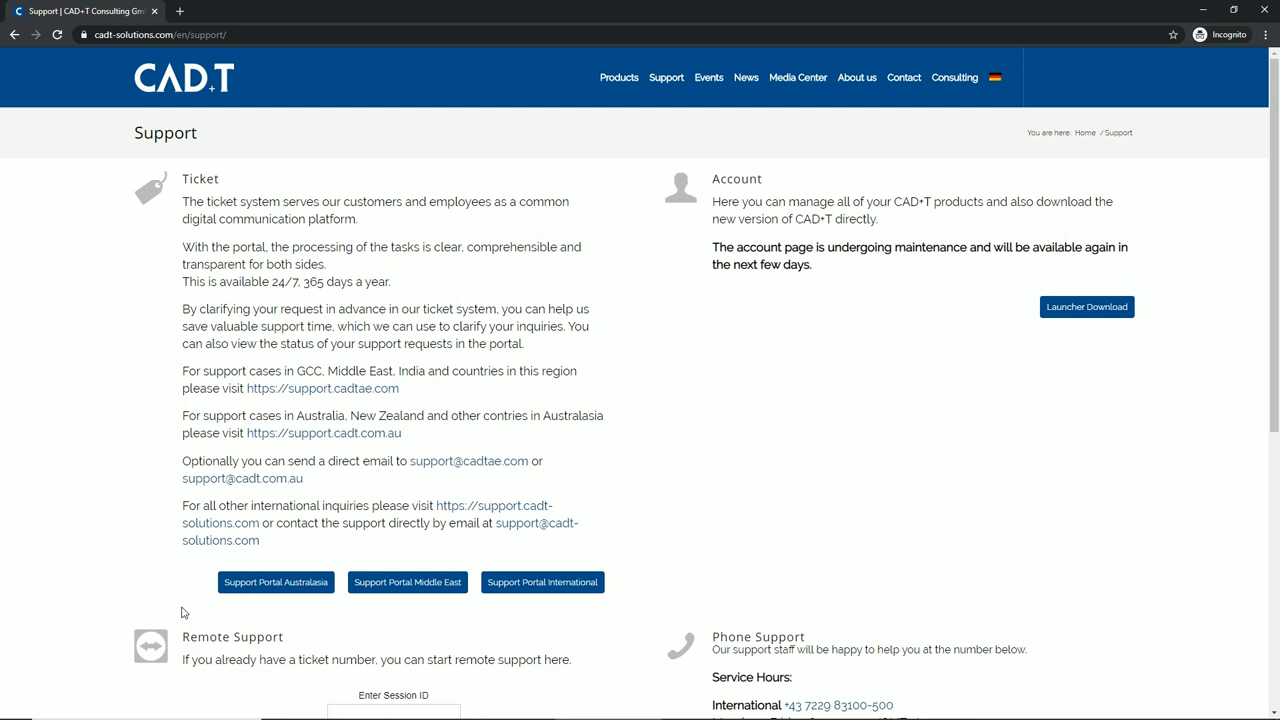 Support | CAD+T Consulting Gm
cadt-solutions.com/en/support/
Incognito
CAD+T
Products
Support
Events
News
Media Center
About us
Contact
Consulting
Support
You are here: Home / Support
Ticket
The ticket system serves our customers and employees as a common
digital communication platform.
With the portal, the processing of the tasks is clear, comprehensible and
transparent for both sides.
This is available 24/7, 365 days a year.
By clarifying your request in advance in our ticket system, you can help us
save valuable support time, which we can use to clarify your inquiries. You
can also view the status of your support requests in the portal.
For support cases in GCC, Middle East, India and countries in this region
please visit https://support.cadtae.com
For support cases in Australia, New Zealand and other contries in Australasia
please visit https://support.cadt.com.au
Optionally you can send a direct email to support@cadtae.com or
support@cadt.com.au
For all other international inquiries please visit https://support.cadt-
solutions.com or contact the support directly by email at support@cadt-
solutions.com
Support Portal Australasia
Support Portal Middle East
Support Portal International
Account
Here you can manage all of your CAD+T products and also download the
new version of CAD+T directly.
The account page is undergoing maintenance and will be available again in
the next few days.
Launcher Download
Remote Support
If you already have a ticket number, you can start remote support here.
Enter Session ID
Phone Support
Our support staff will be happy to help you at the number below.
Service Hours:
International +43 7229 83100-500